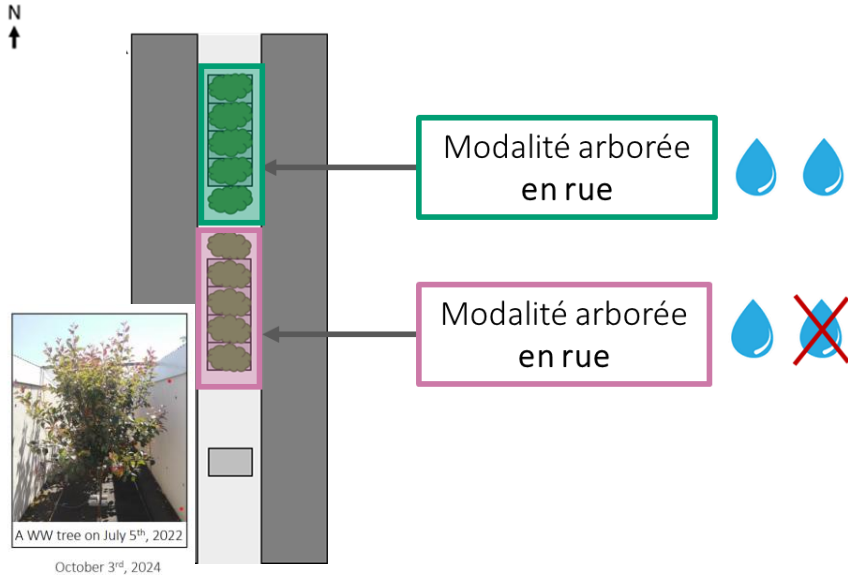 N
Modalité arborée
en rue
Modalité arborée
en rue
A WW tree on July 5th, 2022
October 3rd, 2024